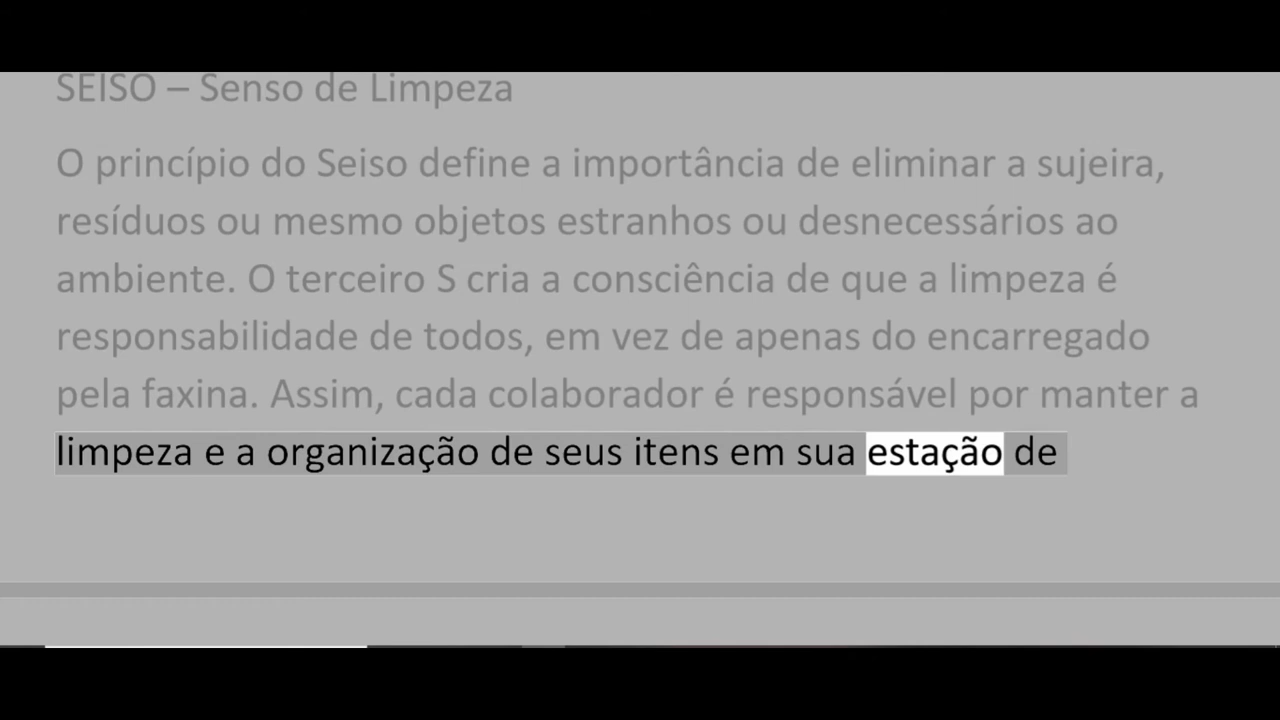 SEISO – Senso de Limpeza
O princípio do Seiso define a importância de eliminar a sujeira,
resíduos ou mesmo objetos estranhos ou desnecessários ao
ambiente. O terceiro S cria a consciência de que a limpeza é
responsabilidade de todos, em vez de apenas do encarregado
pela faxina. Assim, cada colaborador é responsável por manter a
limpeza e a organização de seus itens em sua estação de